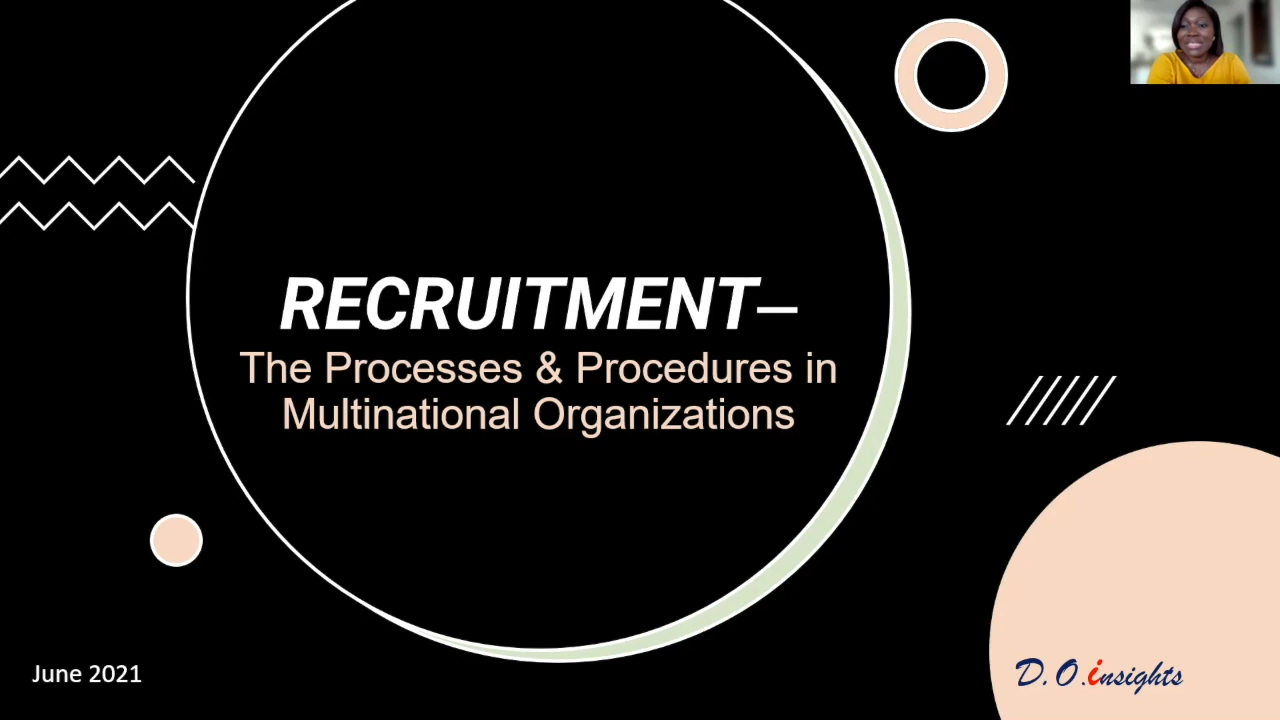 RECRUITMENT—
The Processes & Procedures in
Multinational Organizations
June 2021
D.O.insights